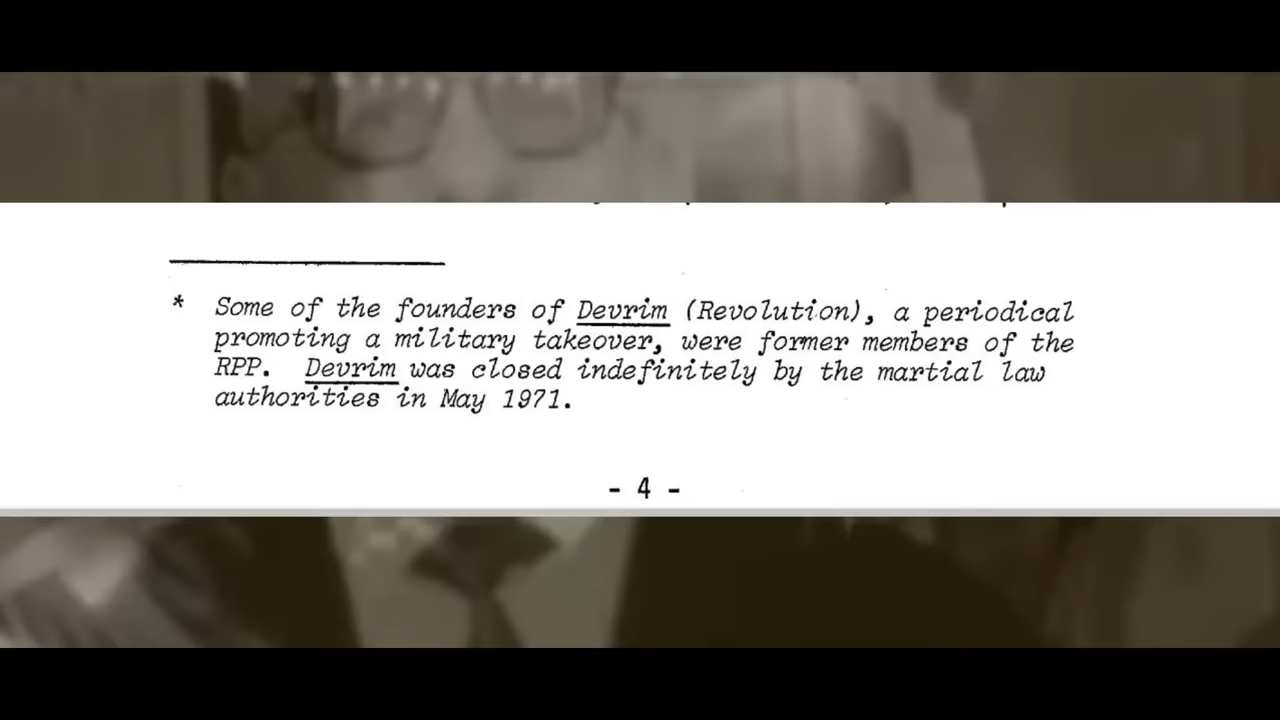 * Some of the founders of Devrim (Revolution), a periodical
promoting a military takeover, were former members of the
RPP. Devrim was closed indefinitely by the martial law
authorities in May 1971.
- 4 -